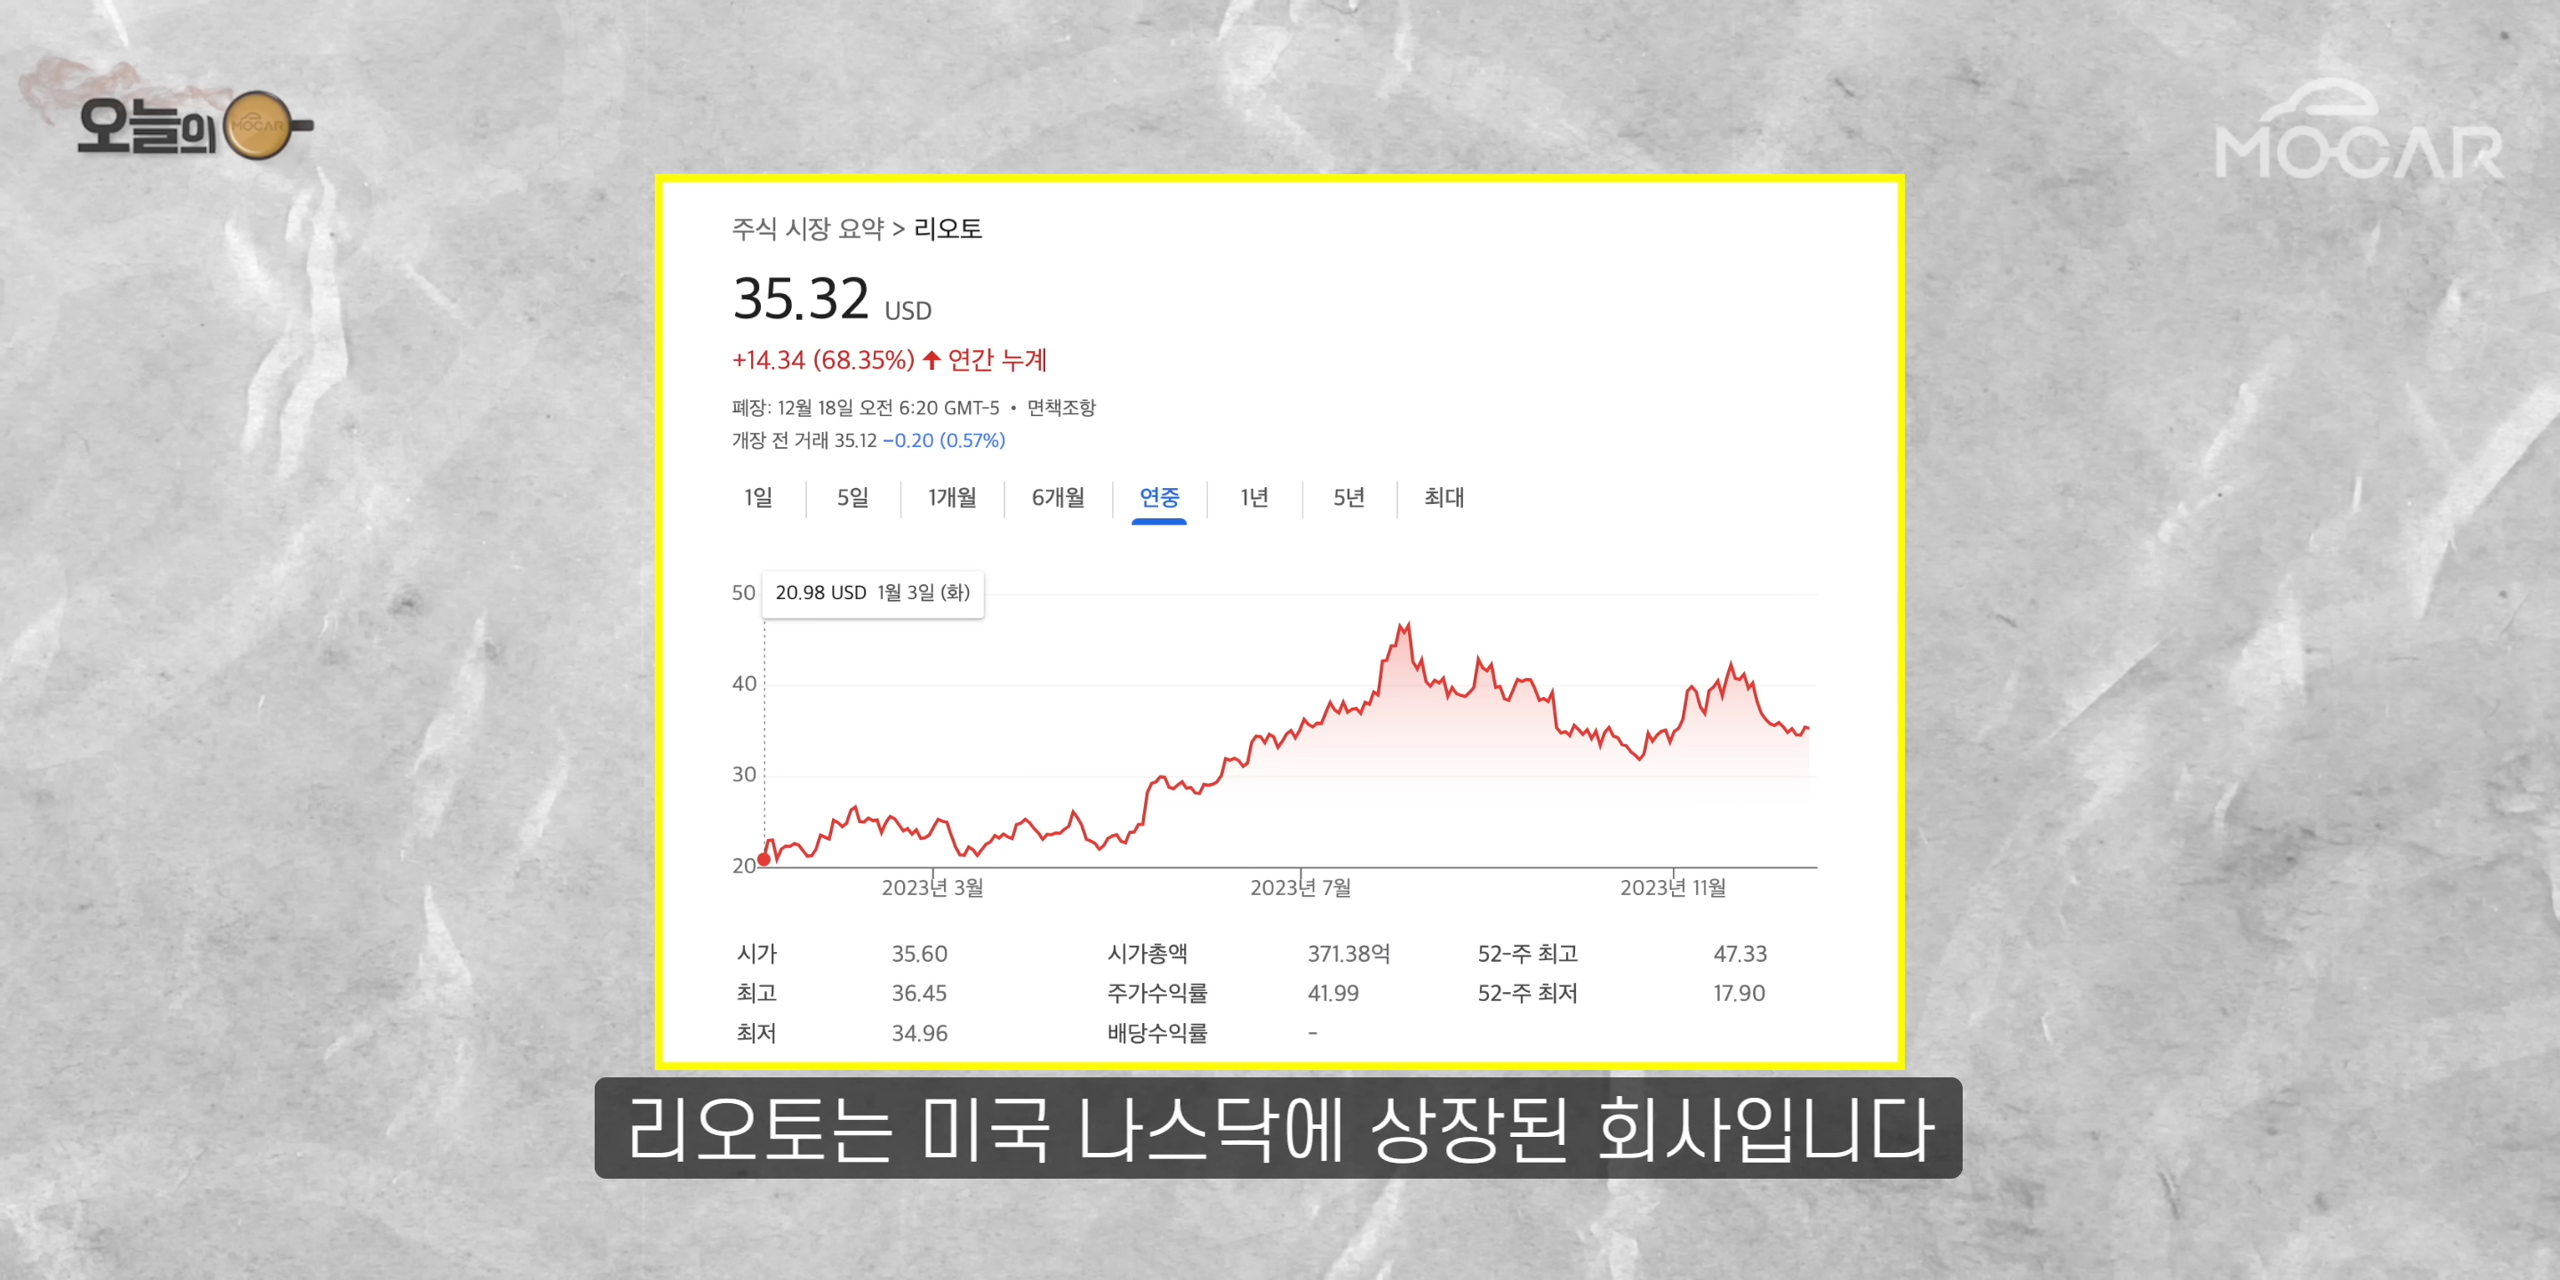 오늘의 MOCAR
MOCAR
주식 시장 요약 > 리오토
35.32 USD
+14.34 (68.35%) ↑ 연간 누계
폐장: 12월 18일 오전 6:20 GMT-5 • 면책조항
개장 전 거래 35.12 −0.20 (0.57%)
1일 5일 1개월 6개월 연중 1년 5년 최대
50
20.98 USD 1월 3일 (화)
40
30
20
2023년 3월 2023년 7월 2023년 11월
시가 35.60 시가총액 371.38억 52-주 최고 47.33
최고 36.45 주가수익률 41.99 52-주 최저 17.90
최저 34.96 배당수익률 -
리오토는 미국 나스닥에 상장된 회사입니다